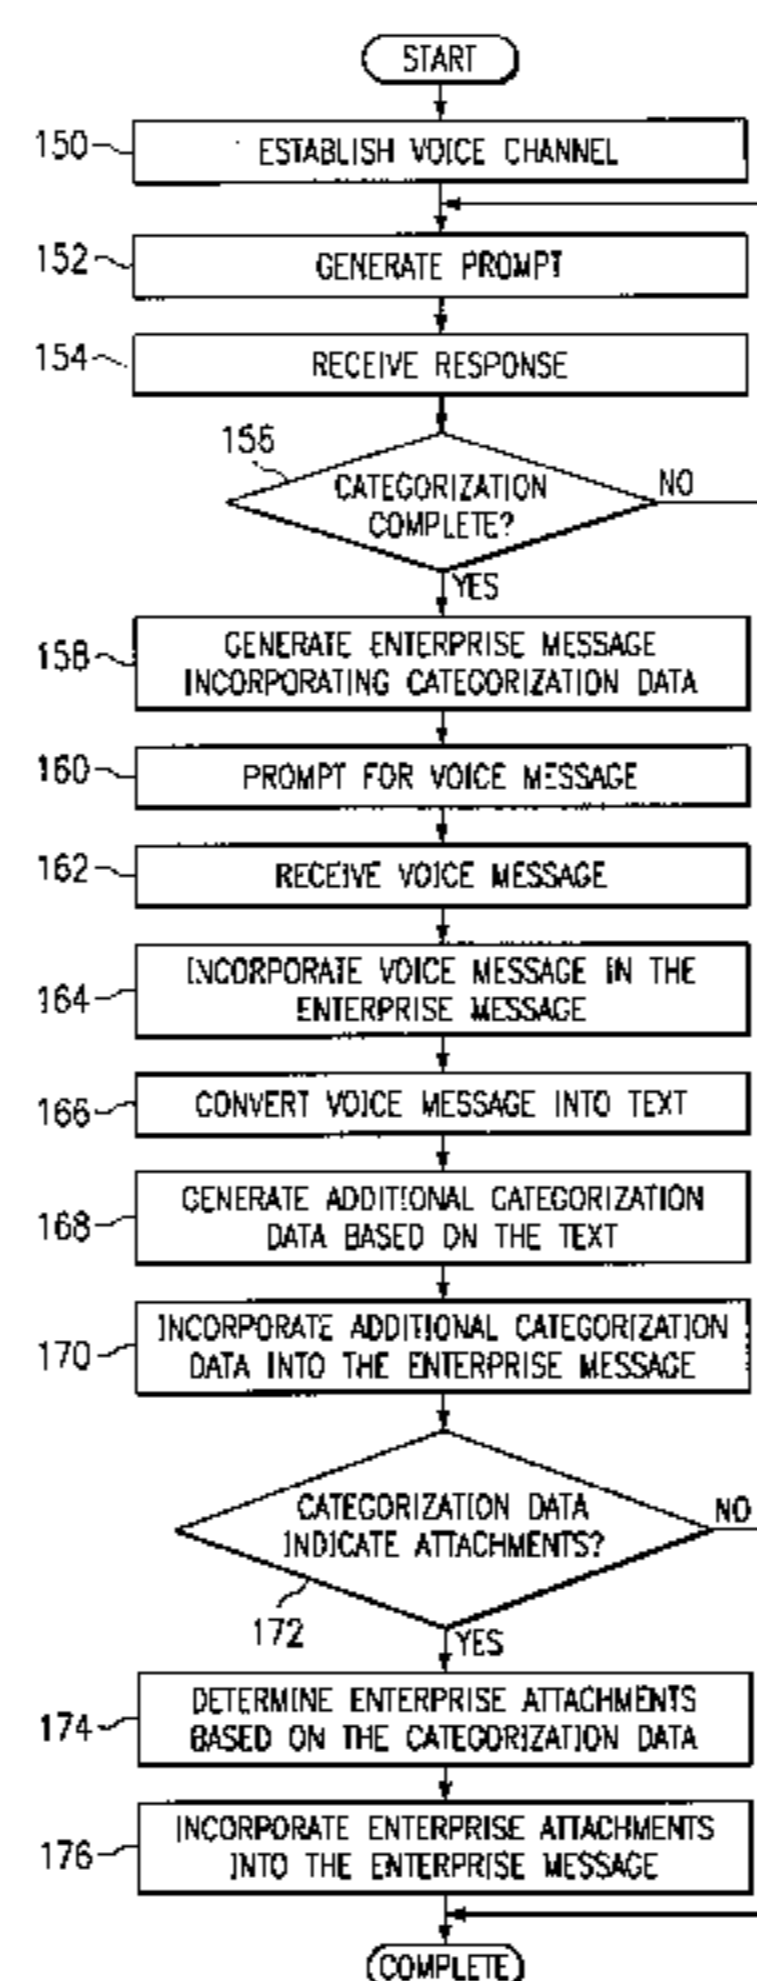 START
150
ESTABLISH VOICE CHANNEL
152
GENERATE PROMPT
154
RECEIVE RESPONSE
156
CATEGORIZATION
COMPLETE?
NO
YES
158
GENERATE ENTERPRISE MESSAGE
INCORPORATING CATEGORIZATION DATA
160
PROMPT FOR VOICE MESSAGE
162
RECEIVE VOICE MESSAGE
164
INCORPORATE VOICE MESSAGE IN THE
ENTERPRISE MESSAGE
166
CONVERT VOICE MESSAGE INTO TEXT
168
GENERATE ADDITIONAL CATEGORIZATION
DATA BASED ON THE TEXT
170
INCORPORATE ADDITIONAL CATEGORIZATION
DATA INTO THE ENTERPRISE MESSAGE
CATEGORIZATION DATA
INDICATE ATTACHMENTS?
NO
172
YES
174
DETERMINE ENTERPRISE ATTACHMENTS
BASED ON THE CATEGORIZATION DATA
176
INCORPORATE ENTERPRISE ATTACHMENTS
INTO THE ENTERPRISE MESSAGE
COMPLETE